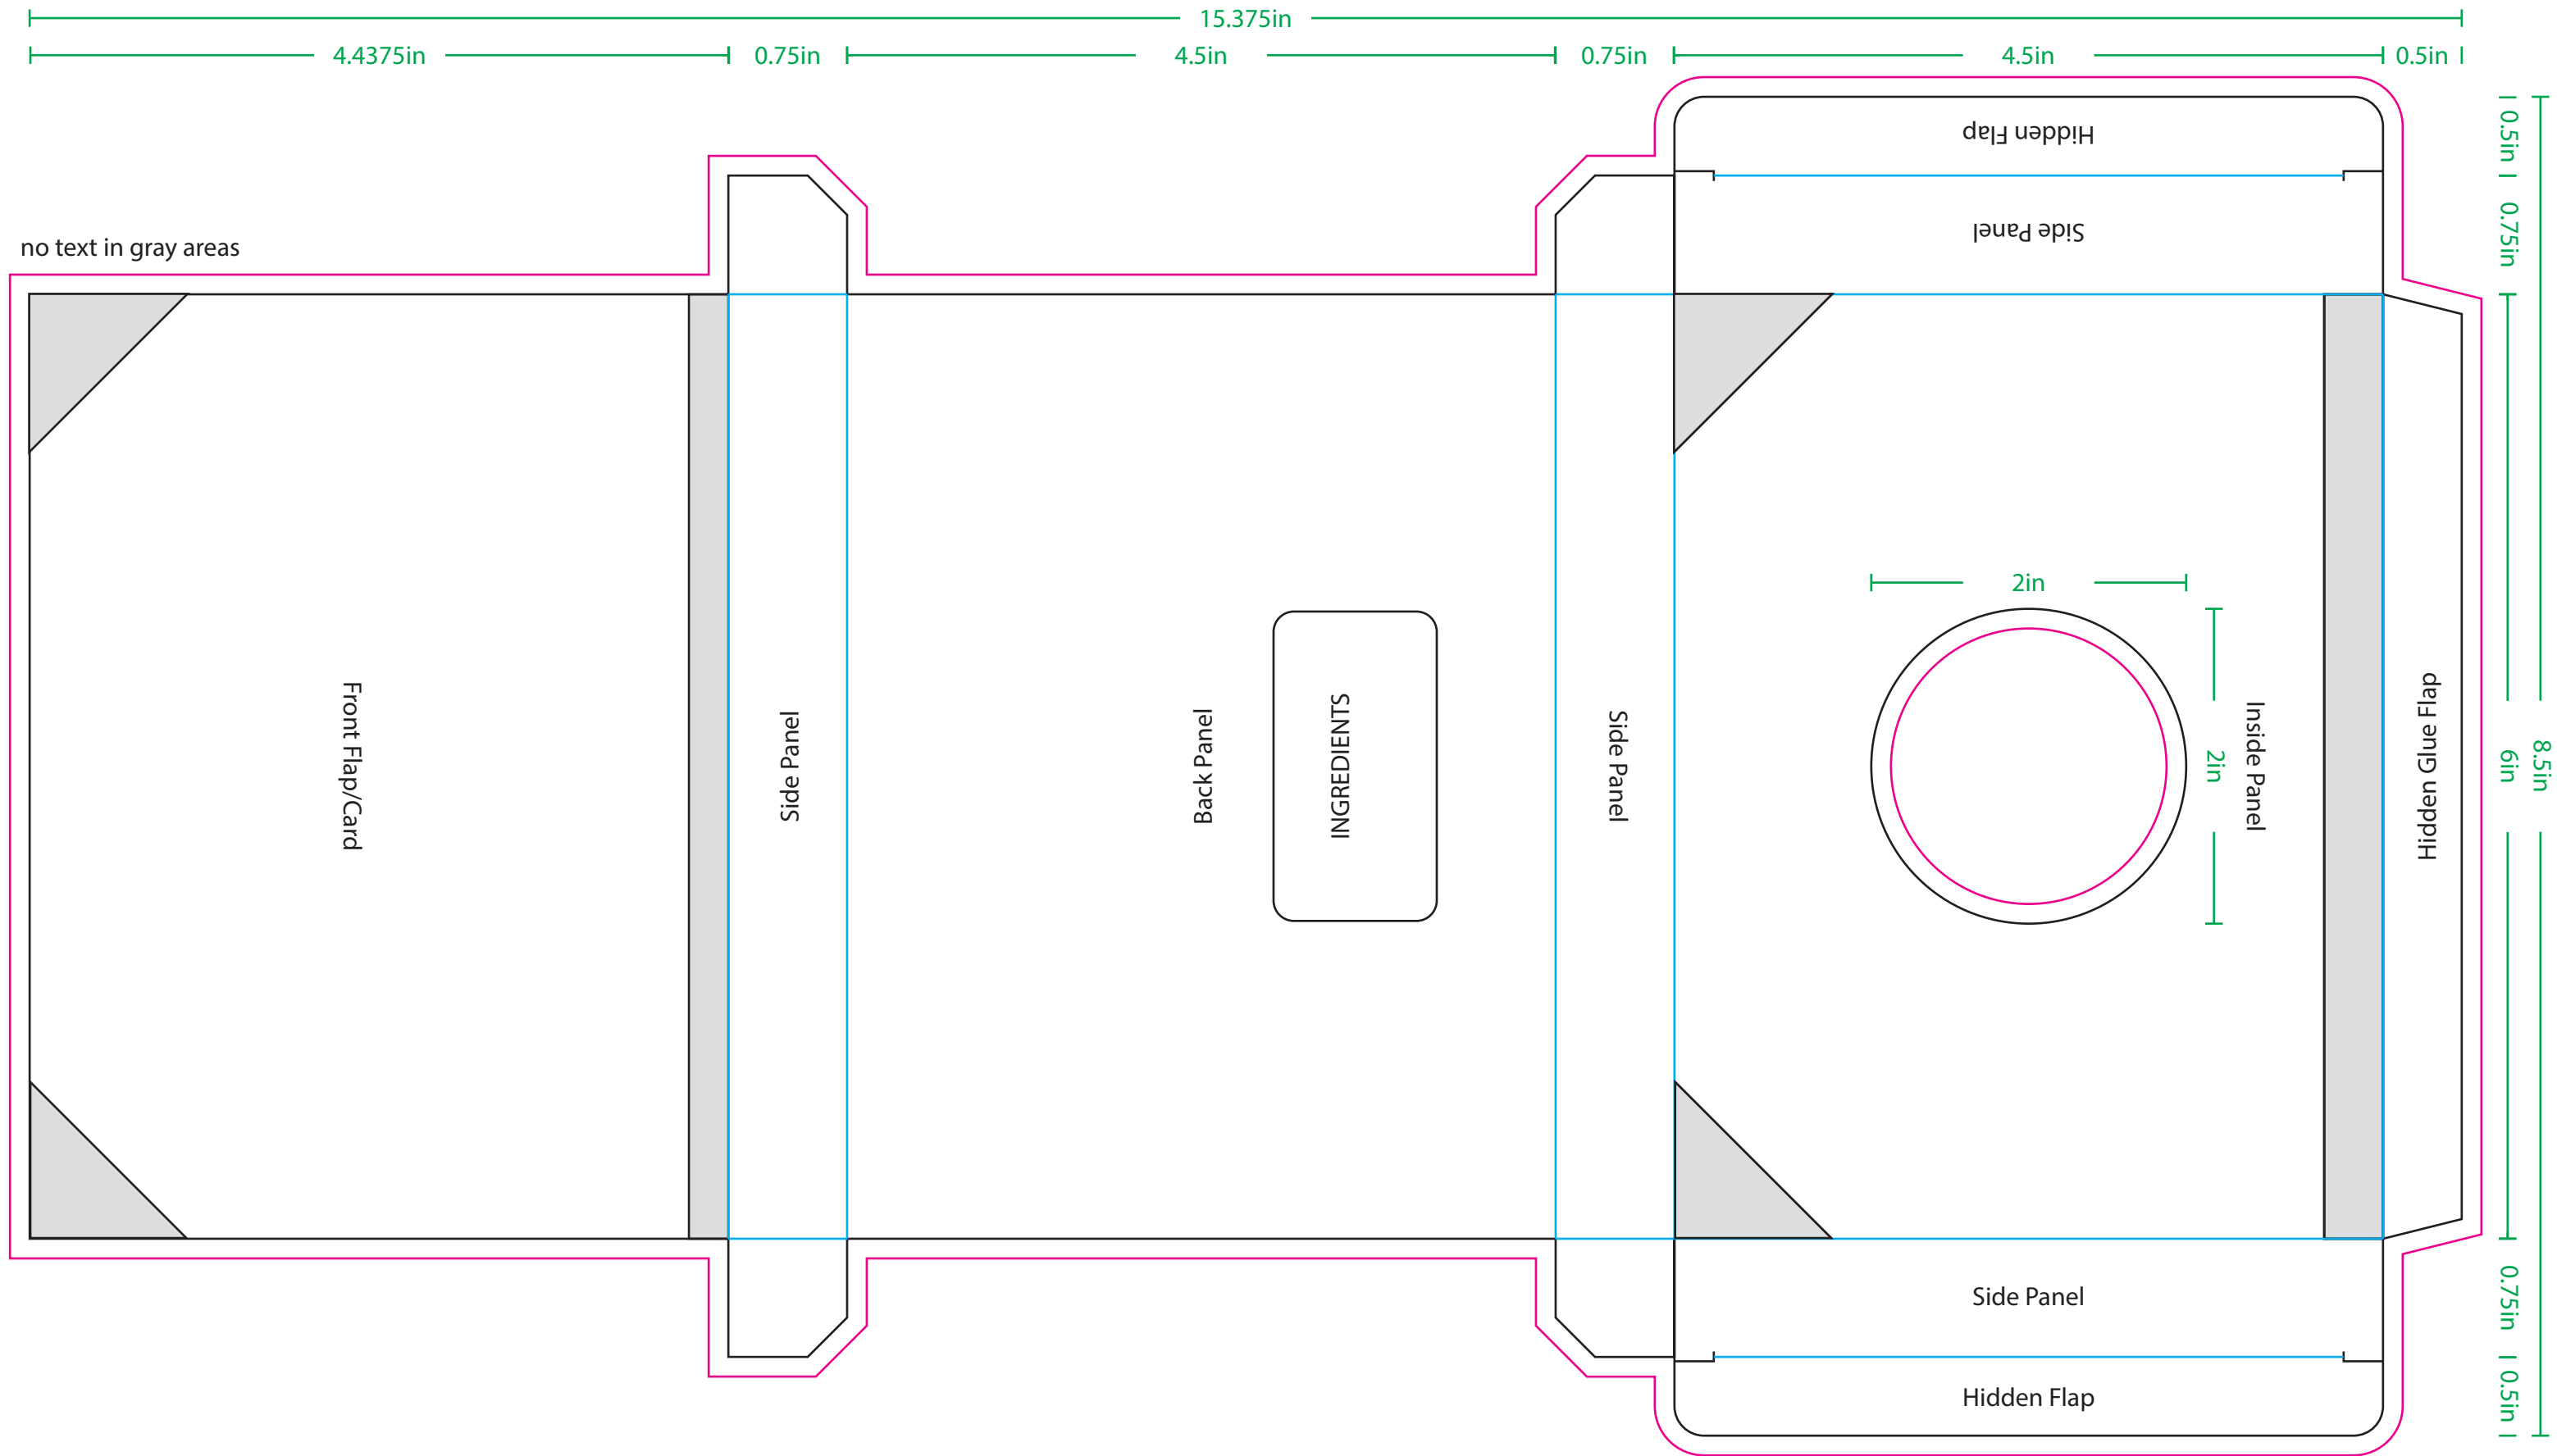 15.375in
4.4375in
0.75in
4.5in
0.75in
4.5in
0.5in
Hidden Flap
0.5in
Side Panel
0.75in
no text in gray areas
2in
Front Flap/Card
Side Panel
Back Panel
INGREDIENTS
Side Panel
2in
Inside Panel
Hidden Glue Flap
6in
8.5in
Side Panel
0.75in
Hidden Flap
0.5in